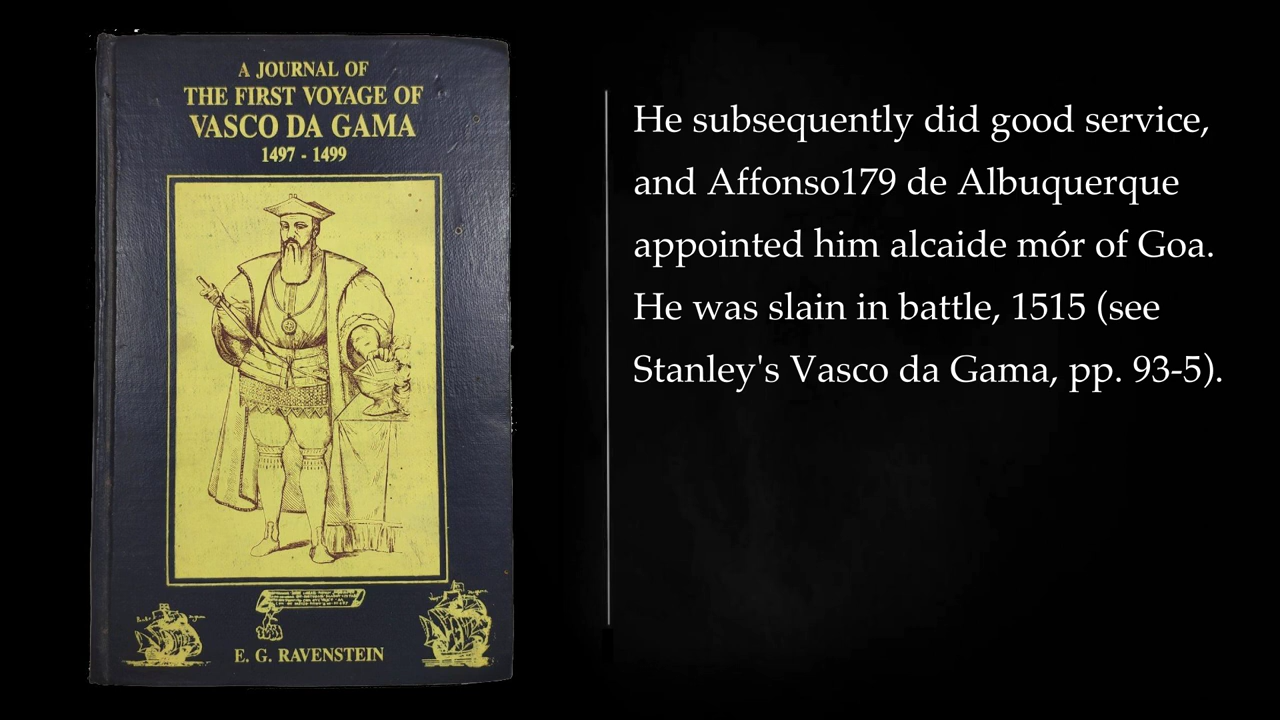 A JOURNAL OF
THE FIRST VOYAGE OF
VASCO DA GAMA
1497 - 1499
E. G. RAVENSTEIN
He subsequently did good service,
and Affonso179 de Albuquerque
appointed him alcaide mór of Goa.
He was slain in battle, 1515 (see
Stanley's Vasco da Gama, pp. 93-5).